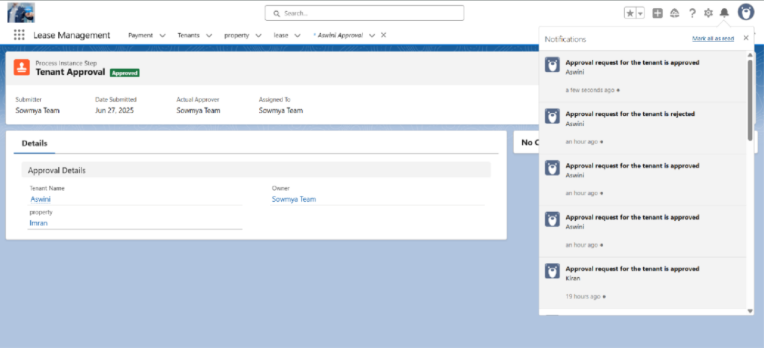 Search...
Lease Management
Payment
Tenants
property
lease
* Aswini Approval
Process Instance Step
Tenant Approval Approved
Submitter
Date Submitted
Actual Approver
Assigned To
Sowmya Team
Jun 27, 2025
Sowmya Team
Sowmya Team
Details
Approval Details
Tenant Name
Owner
Aswini
Sowmya Team
property
Imran
No
Notifications
Mark all as read
Approval request for the tenant is approved
Aswini
a few seconds ago
Approval request for the tenant is rejected
Aswini
an hour ago
Approval request for the tenant is approved
Aswini
an hour ago
Approval request for the tenant is approved
Aswini
an hour ago
Approval request for the tenant is approved
Kiran
19 hours ago